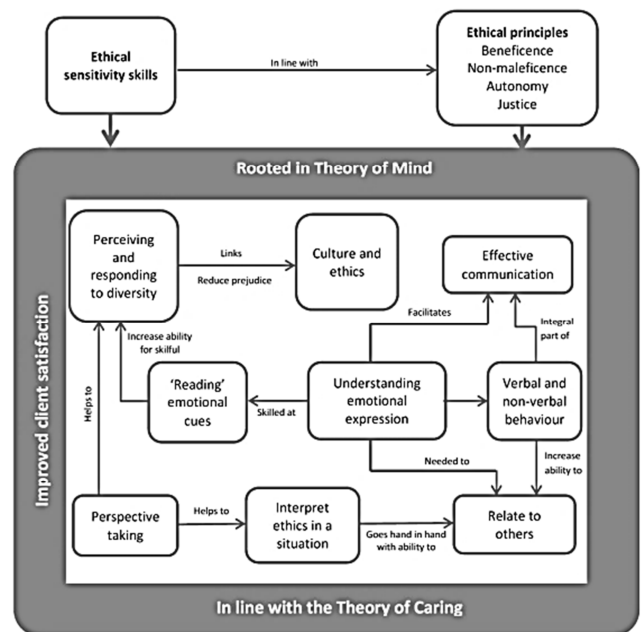 Ethical
sensitivity skills
In line with
Ethical principles
Beneficence
Non-maleficence
Autonomy
Justice
Rooted in Theory of Mind
Improved client satisfaction
Perceiving
and
responding
to diversity
Links
Reduce prejudice
Culture and
ethics
Effective
communication
Increase ability
for skilful
Facilitates
Integral
part of
Helps to
'Reading'
emotional
cues
Skilled at
Understanding
emotional
expression
Verbal and
non-verbal
behaviour
Needed to
Increase
ability to
Perspective
taking
Helps to
Interpret
ethics in a
situation
Goes hand in hand
with ability to
Relate to
others
In line with the Theory of Caring